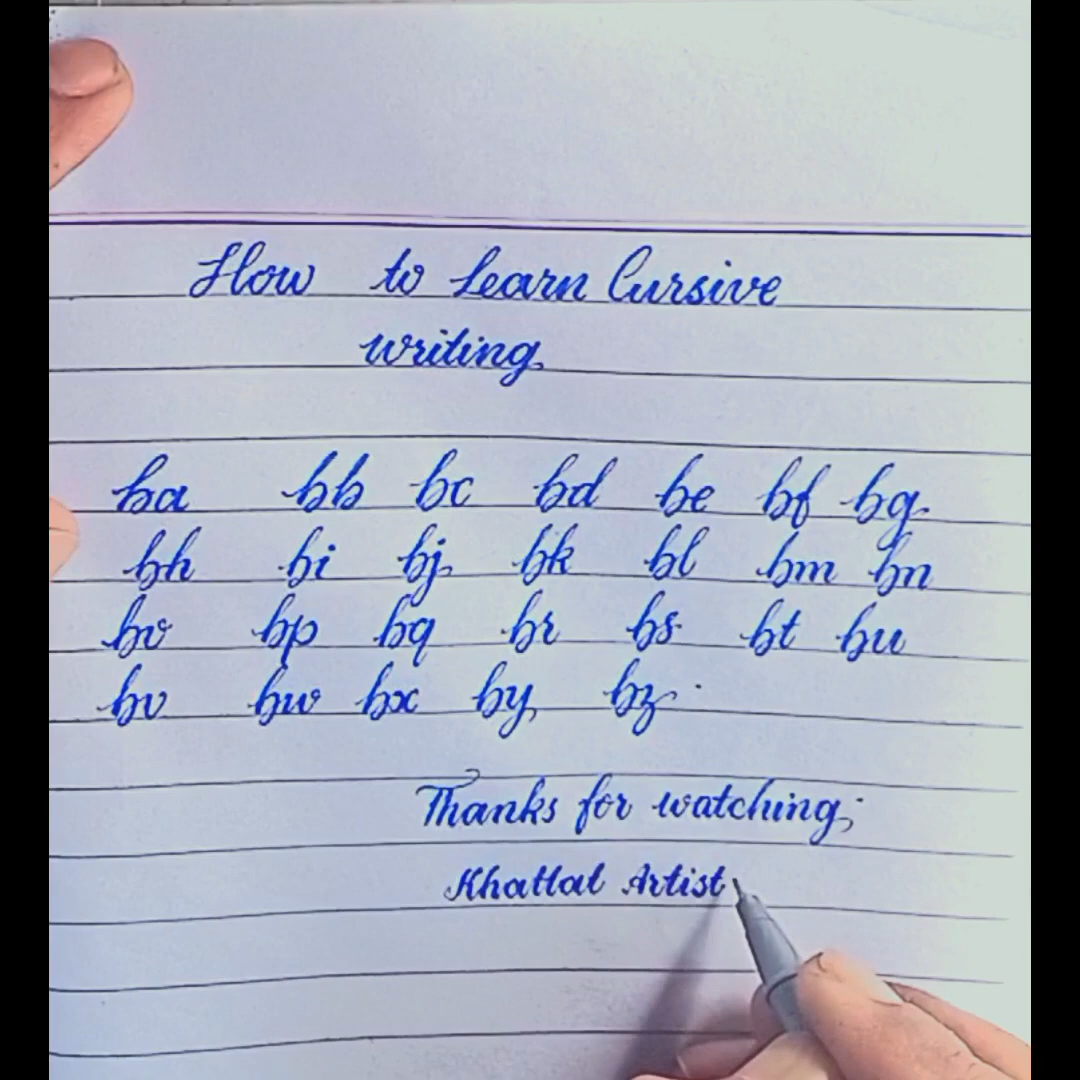 How to Learn Cursive
writing.
ba bb bc bd be bf bg
bh bi bj bk bl bm bn
bo bp bq br bs bt bu
bv bw bx by bz.
Thanks for watching;
Khattat Artist